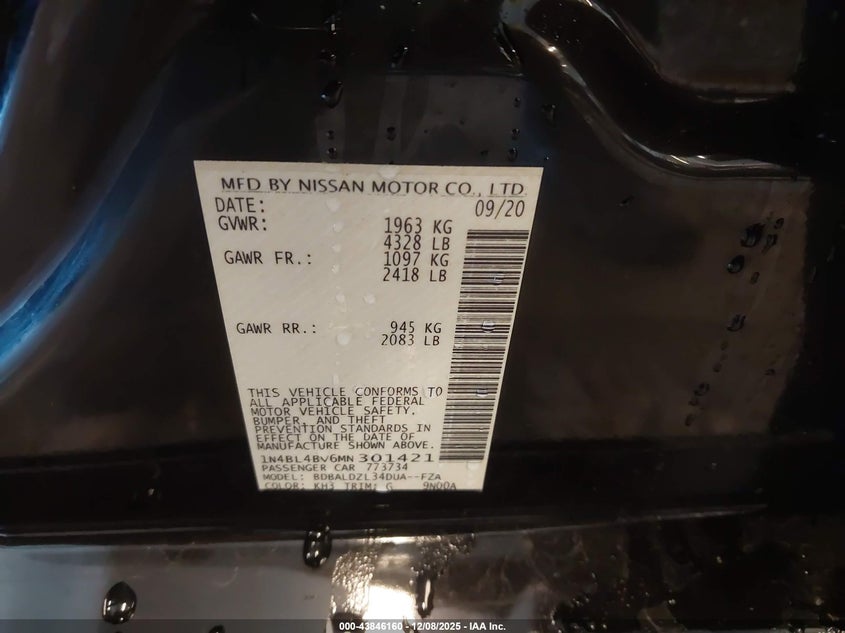 MFD BY NISSAN MOTOR CO., LTD.
DATE: 09/20
GVWR: 1963 KG
4328 LB
GAWR FR.: 1097 KG
2418 LB
GAWR RR.: 945 KG
2083 LB
THIS VEHICLE CONFORMS TO
ALL APPLICABLE FEDERAL
MOTOR VEHICLE SAFETY,
BUMPER, AND THEFT
PREVENTION STANDARDS IN
EFFECT ON THE DATE OF
MANUFACTURE SHOWN ABOVE.
1N4BL4BV6MN301421
PASSENGER CAR 773734
MODEL: BDBALDZL34DUA--FZA
COLOR: KH3 TRIM: G 9N00A
000-43846160 - 12/08/2025 - IAA Inc.